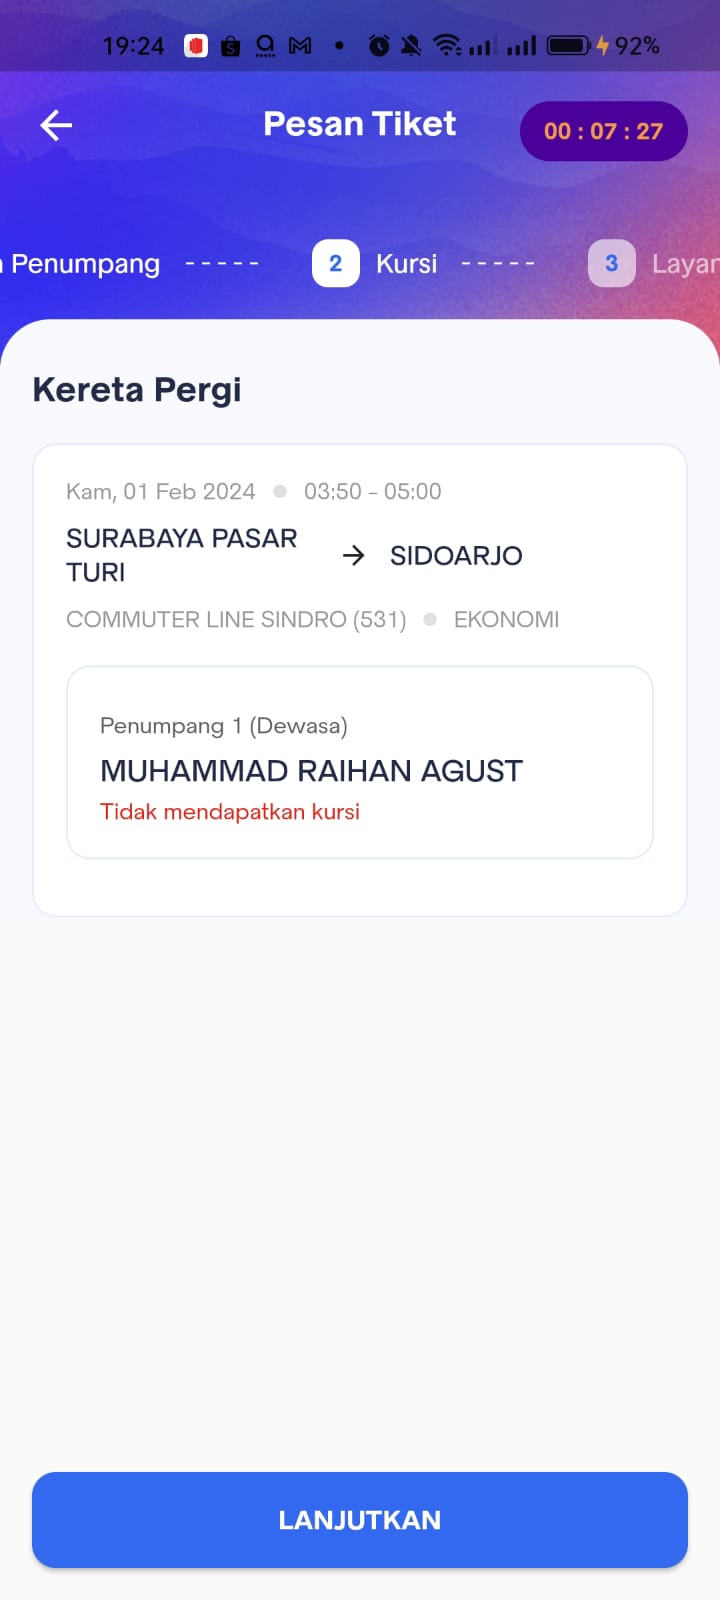 19:24
92%
Pesan Tiket
00 : 07 : 27
Penumpang
2 Kursi
3 Layan
Kereta Pergi
Kam, 01 Feb 2024 03:50 - 05:00
SURABAYA PASAR
TURI
→ SIDOARJO
COMMUTER LINE SINDRO (531) EKONOMI
Penumpang 1 (Dewasa)
MUHAMMAD RAIHAN AGUST
Tidak mendapatkan kursi
LANJUTKAN